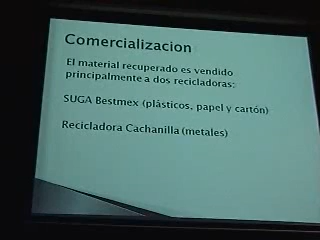 Comercializacion
El material recuperado es vendido
principalmente a dos recicladoras:
SUGA Bestmex (plásticos, papel y cartón)
Recicladora Cachanilla (metales)